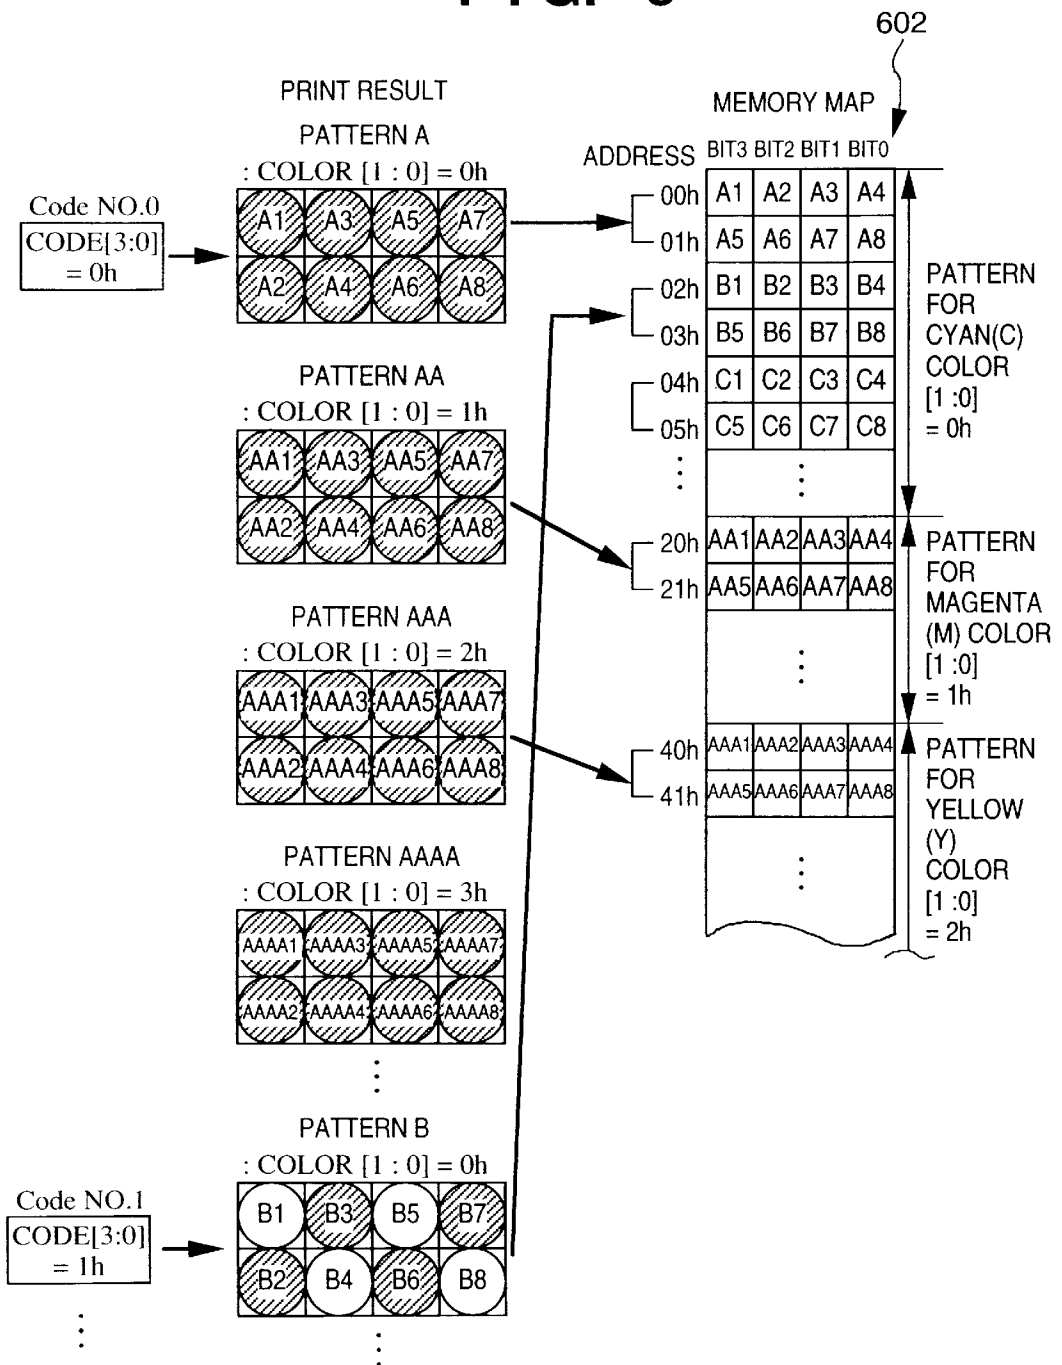 602
PRINT RESULT
PATTERN A
: COLOR [1 : 0] = 0h
Code NO.0
CODE[3:0]
= 0h
A1 A3 A5 A7
A2 A4 A6 A8
PATTERN AA
: COLOR [1 : 0] = 1h
AA1 AA3 AA5 AA7
AA2 AA4 AA6 AA8
PATTERN AAA
: COLOR [1 : 0] = 2h
AAA1 AAA3 AAA5 AAA7
AAA2 AAA4 AAA6 AAA8
PATTERN AAAA
: COLOR [1 : 0] = 3h
AAAA1 AAAA3 AAAA5 AAAA7
AAAA2 AAAA4 AAAA6 AAAA8
PATTERN B
: COLOR [1 : 0] = 0h
Code NO.1
CODE[3:0]
= 1h
B1 B3 B5 B7
B2 B4 B6 B8
MEMORY MAP
ADDRESS BIT3 BIT2 BIT1 BIT0
00h A1 A2 A3 A4
01h A5 A6 A7 A8
02h B1 B2 B3 B4
03h B5 B6 B7 B8
04h C1 C2 C3 C4
05h C5 C6 C7 C8
20h AA1 AA2 AA3 AA4
21h AA5 AA6 AA7 AA8
40h AAA1 AAA2 AAA3 AAA4
41h AAA5 AAA6 AAA7 AAA8
PATTERN
FOR
CYAN(C)
COLOR
[1 :0]
= 0h
PATTERN
FOR
MAGENTA
(M) COLOR
[1 :0]
= 1h
PATTERN
FOR
YELLOW
(Y)
COLOR
[1 :0]
= 2h